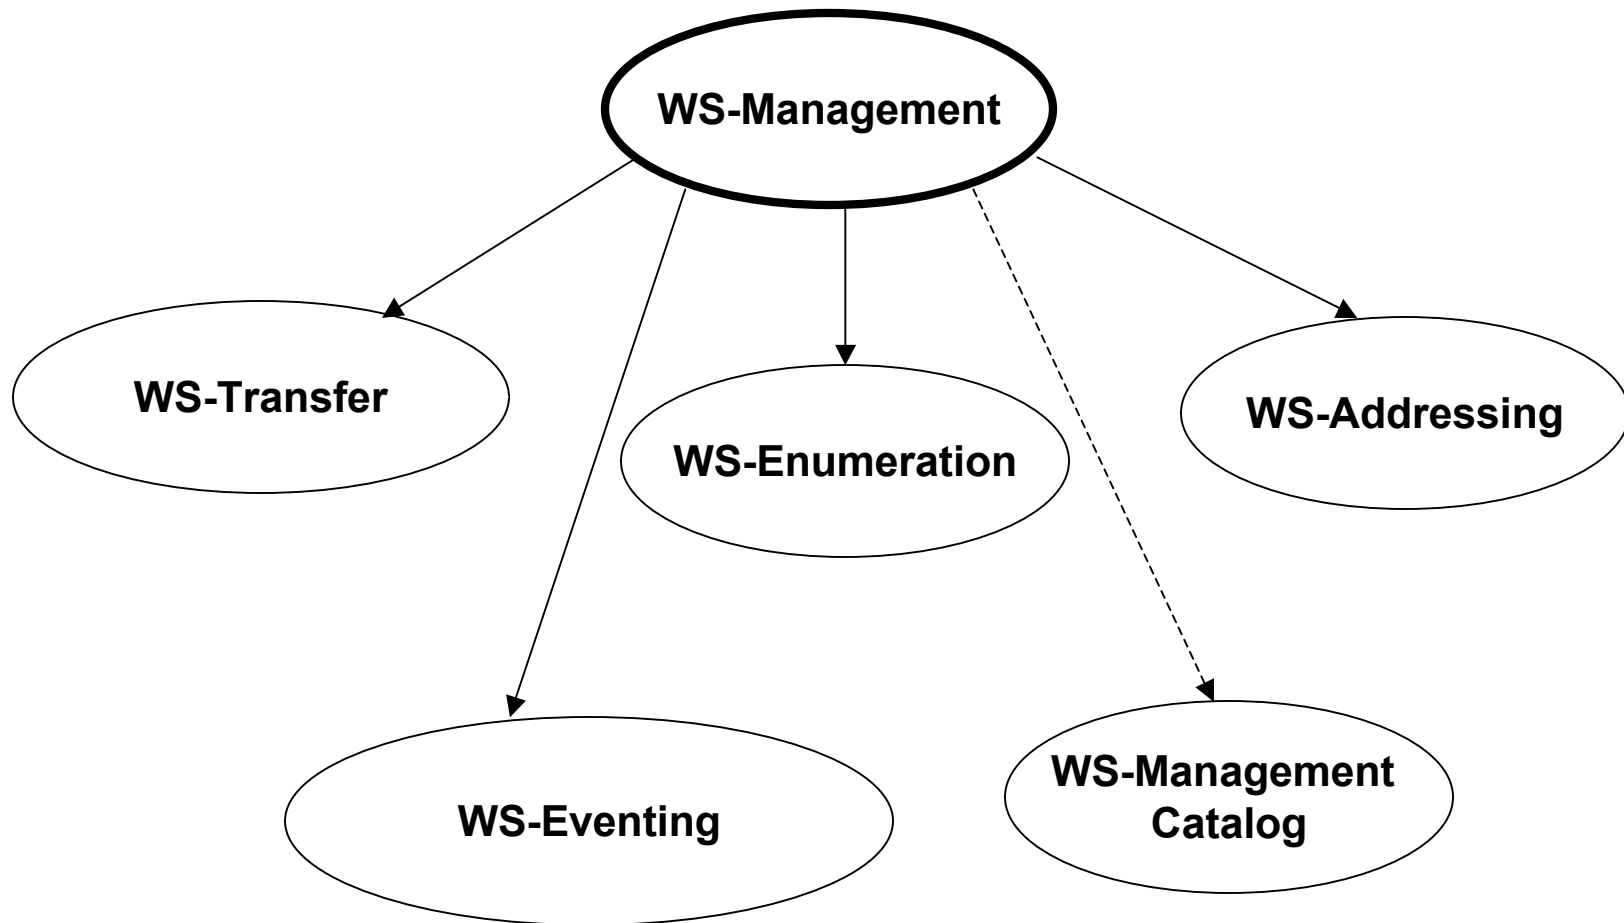 WS-Management
WS-Transfer
WS-Enumeration
WS-Addressing
WS-Eventing
WS-Management
Catalog